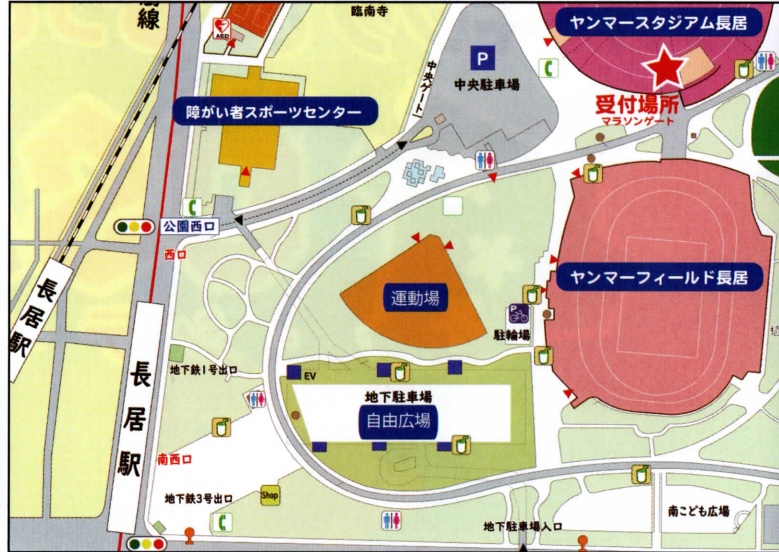 臨南寺
AED
ヤンマースタジアム長居
P
中央駐車場
中央ゲート
受付場所
マラソンゲート
障がい者スポーツセンター
公園西口
西口
長居駅
長居駅
運動場
ヤンマーフィールド長居
P
駐輪場
地下鉄1号出口
EV
地下駐車場
自由広場
南西口
地下鉄3号出口
Shop
地下駐車場入口
南こども広場